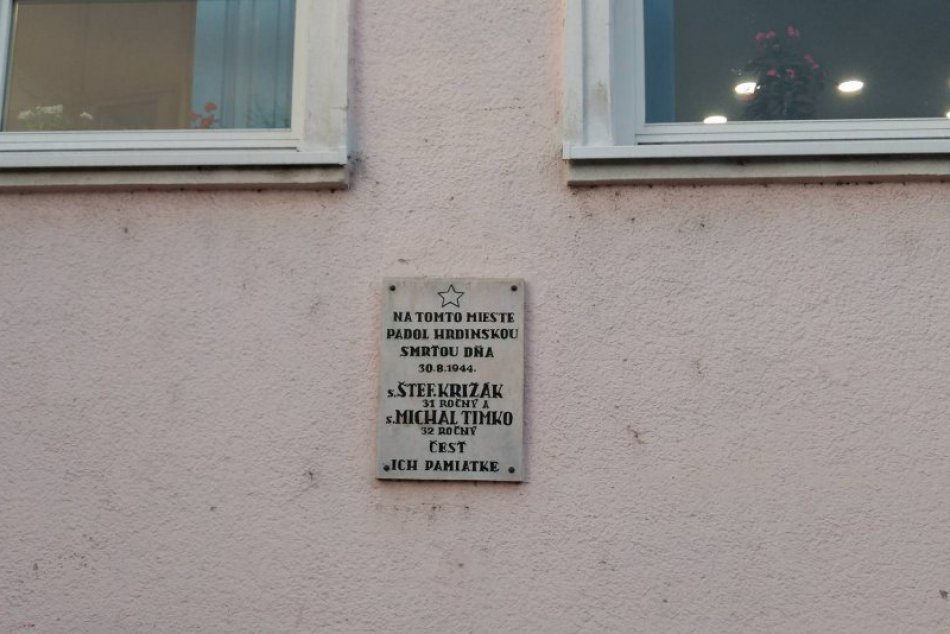 NA TOMTO MIESTE
PADOL HRDINSKOU
SMRŤOU DŇA
30.8.1944.
s.ŠTEF.KRIŽÁK
31 ROČNÝ A
s.MICHAL TIMKO
32 ROČNÝ
ČESŤ
ICH PAMIATKE